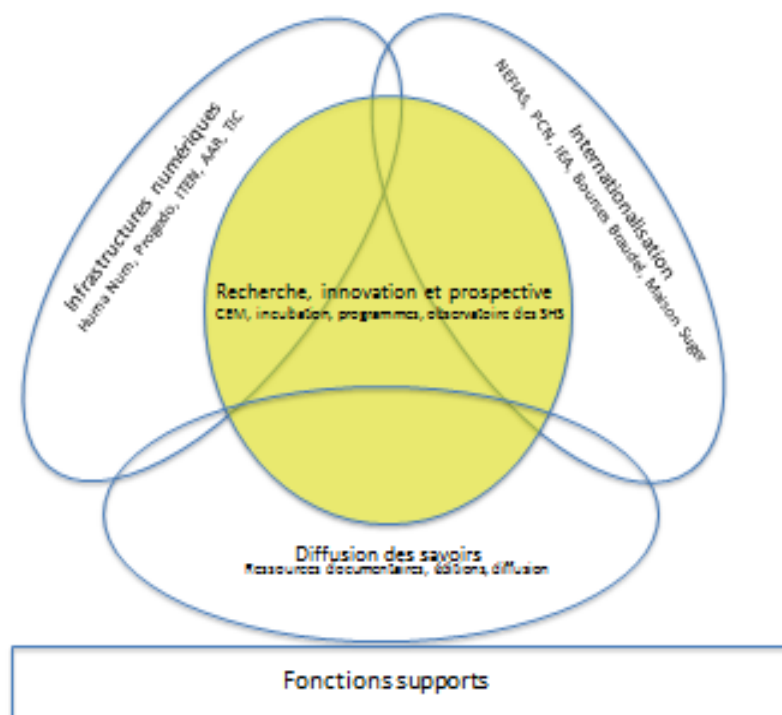 Infrastructures numériques
Huma Num, Progedo, ITEN, AAR, TIC
Internationalisation
NEFIAS, PCN, IEA, Bourses Braudel, Maison Suger
Recherche, innovation et prospective
CEM, incubation, programmes, observatoire des SHS
Diffusion des savoirs
Ressources documentaires, éditions, diffusion
Fonctions supports